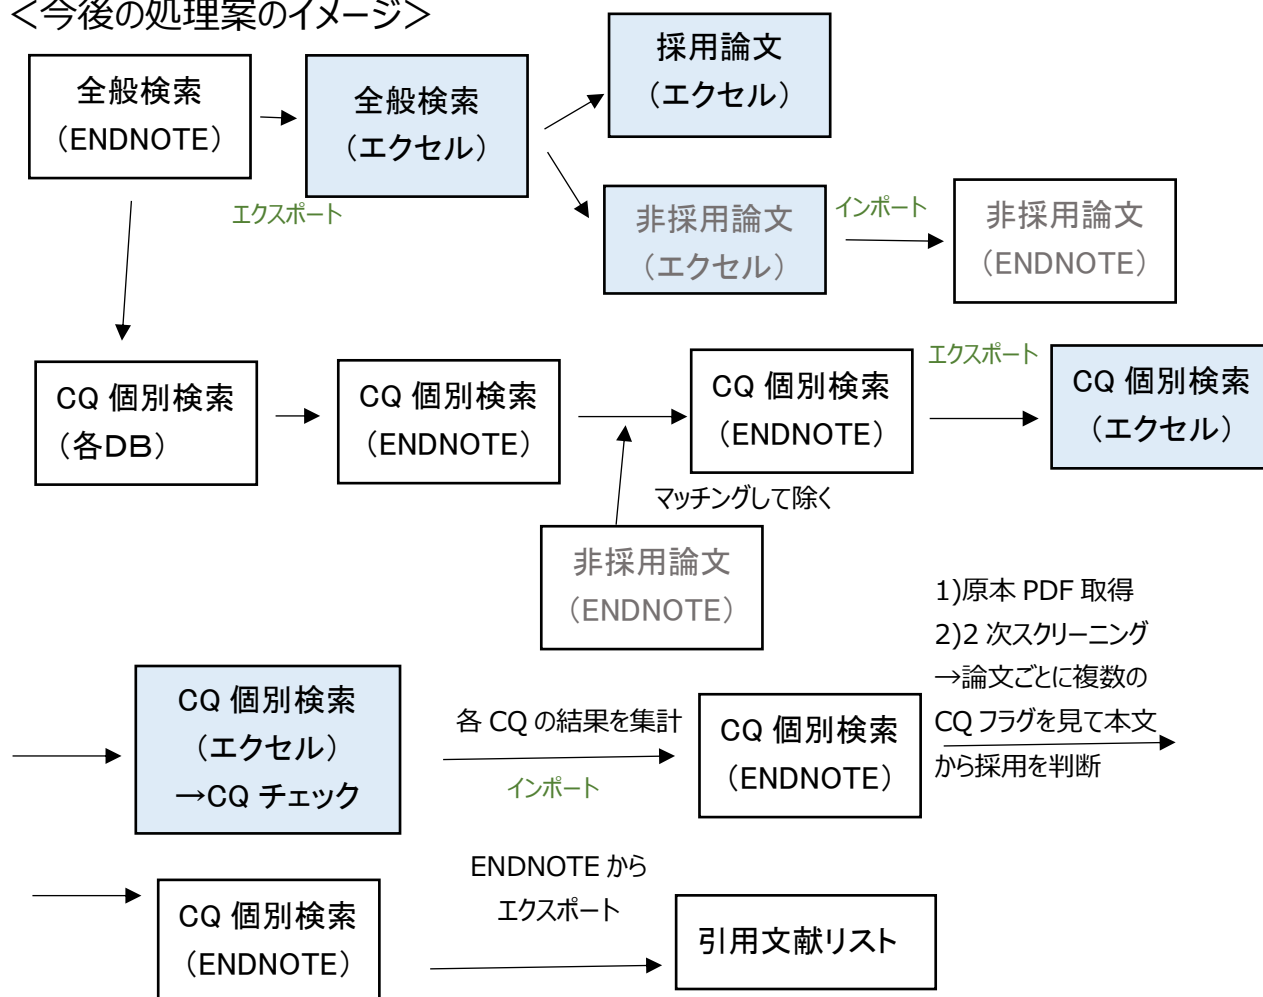 ＜今後の処理案のイメージ＞
全般検索
（ENDNOTE）
エクスポート
全般検索
（エクセル）
採用論文
（エクセル）
非採用論文
（エクセル）
インポート
非採用論文
（ENDNOTE）
CQ 個別検索
（各ＤＢ）
CQ 個別検索
（ENDNOTE）
マッチングして除く
非採用論文
（ENDNOTE）
CQ 個別検索
（ENDNOTE）
エクスポート
CQ 個別検索
（エクセル）
CQ 個別検索
（エクセル）
→CQ チェック
各 CQ の結果を集計
インポート
CQ 個別検索
（ENDNOTE）
1)原本 PDF 取得
2)2 次スクリーニング
→論文ごとに複数の
CQ フラグを見て本文
から採用を判断
CQ 個別検索
（ENDNOTE）
ENDNOTE から
エクスポート
引用文献リスト